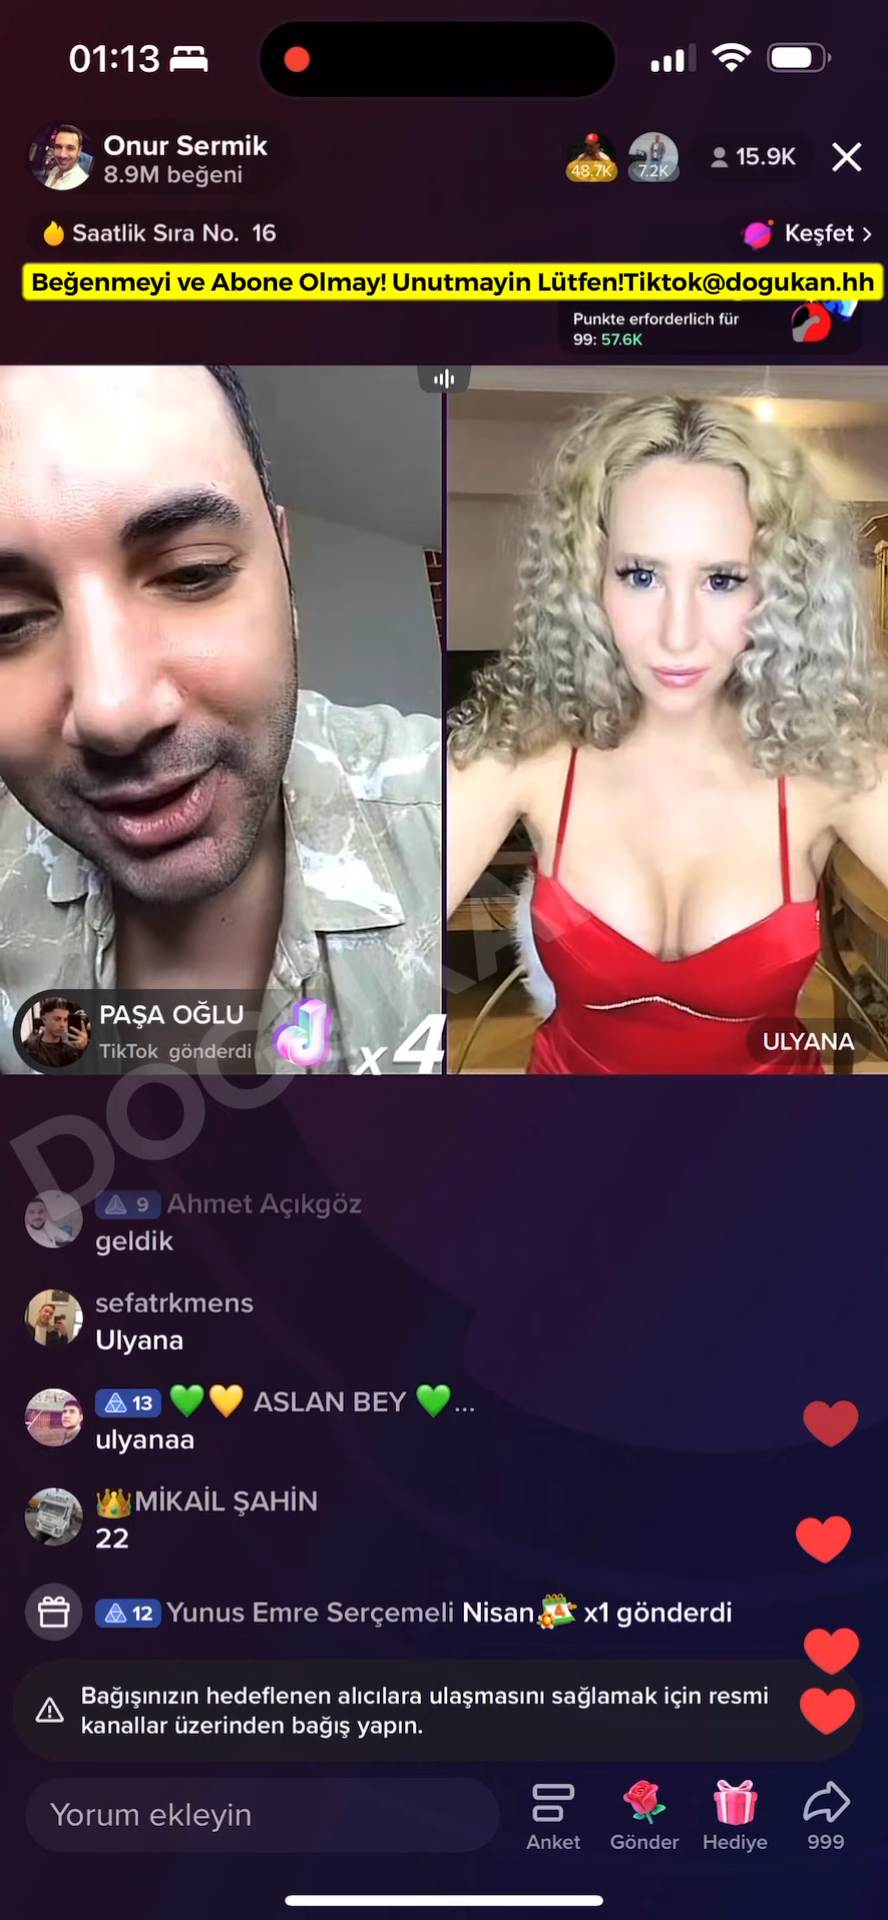 01:13
Onur Sermik
8.9M beğeni
48.7K
7.2K
15.9K
Saatlik Sıra No. 16
Keşfet >
Beğenmeyi ve Abone Olmay! Unutmayin Lütfen!Tiktok@dogukan.hh
Punkte erforderlich für
99: 57.6K
PAŞA OĞLU
TikTok gönderdi
x4
ULYANA
9 Ahmet Açıkgöz
geldik
sefatrkmens
Ulyana
13 💚💛 ASLAN BEY 💚...
ulyanaa
👑MİKAİL ŞAHİN
22
12 Yunus Emre Serçemeli Nisan x1 gönderdi
Bağışınızın hedeflenen alıcılara ulaşmasını sağlamak için resmi
kanallar üzerinden bağış yapın.
Yorum ekleyin
Anket
Gönder
Hediye
999